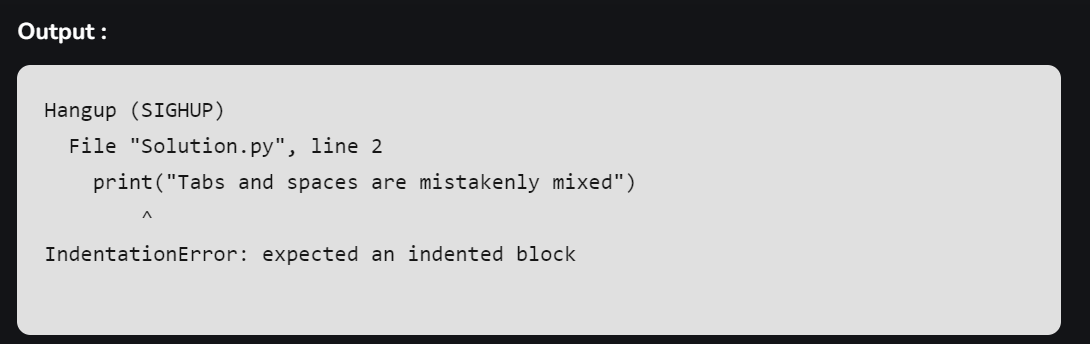 Output :
Hangup (SIGHUP)
File "Solution.py", line 2
print("Tabs and spaces are mistakenly mixed")
^
IndentationError: expected an indented block